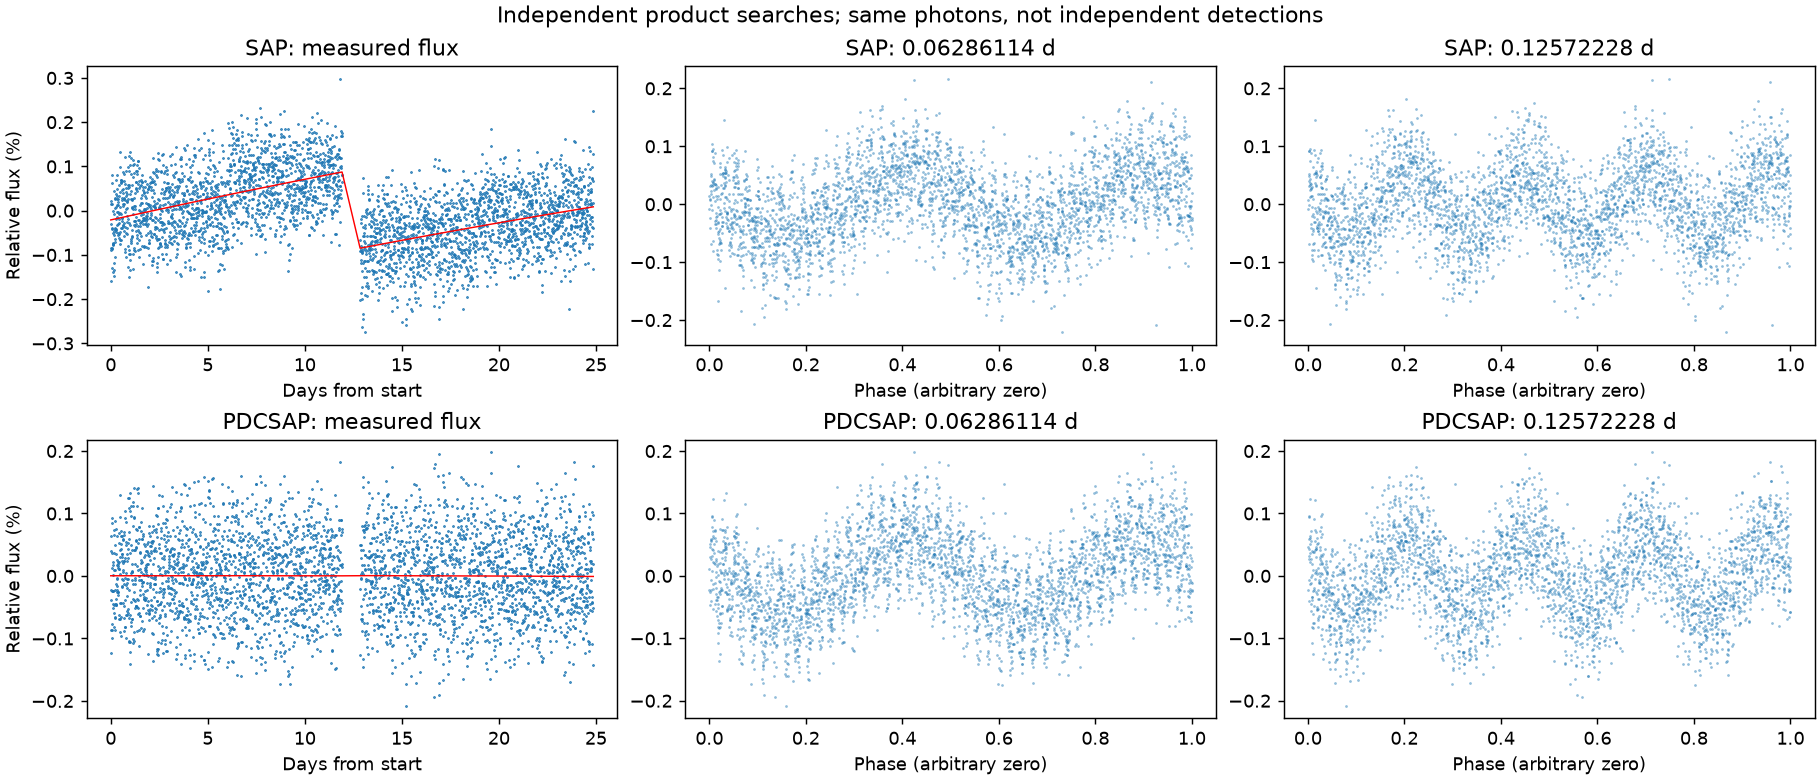 Independent product searches; same photons, not independent detections
SAP: measured flux
SAP: 0.06286114 d
SAP: 0.12572228 d
Relative flux (%)
0.3
0.2
0.1
0.0
−0.1
−0.2
−0.3
0 5 10 15 20 25
Days from start
0.2
0.1
0.0
−0.1
−0.2
0.0 0.2 0.4 0.6 0.8 1.0
Phase (arbitrary zero)
0.2
0.1
0.0
−0.1
−0.2
0.0 0.2 0.4 0.6 0.8 1.0
Phase (arbitrary zero)
PDCSAP: measured flux
PDCSAP: 0.06286114 d
PDCSAP: 0.12572228 d
Relative flux (%)
0.2
0.1
0.0
−0.1
−0.2
0 5 10 15 20 25
Days from start
0.2
0.1
0.0
−0.1
−0.2
0.0 0.2 0.4 0.6 0.8 1.0
Phase (arbitrary zero)
0.2
0.1
0.0
−0.1
−0.2
0.0 0.2 0.4 0.6 0.8 1.0
Phase (arbitrary zero)